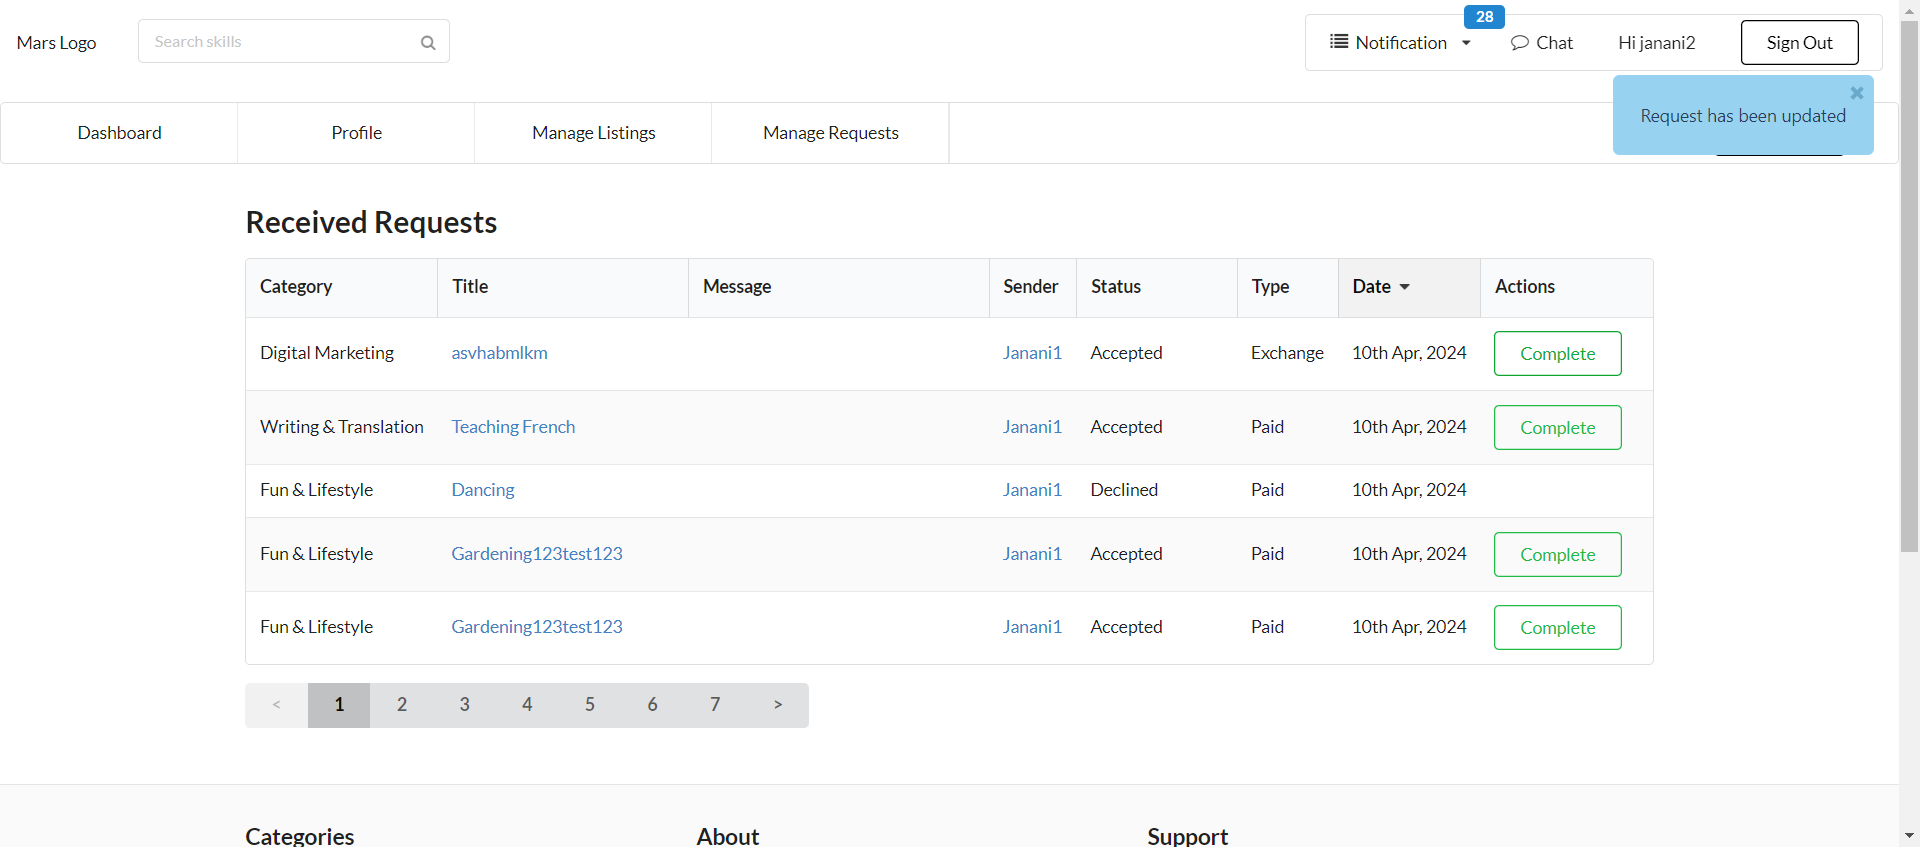 28
Mars Logo
Search skills
Notification
Chat
Hi janani2
Sign Out
Request has been updated
Dashboard
Profile
Manage Listings
Manage Requests
Received Requests
Category Title Message Sender Status Type Date Actions
Digital Marketing asvhabmlkm Janani1 Accepted Exchange 10th Apr, 2024 Complete
Writing & Translation Teaching French Janani1 Accepted Paid 10th Apr, 2024 Complete
Fun & Lifestyle Dancing Janani1 Declined Paid 10th Apr, 2024
Fun & Lifestyle Gardening123test123 Janani1 Accepted Paid 10th Apr, 2024 Complete
Fun & Lifestyle Gardening123test123 Janani1 Accepted Paid 10th Apr, 2024 Complete
< 1 2 3 4 5 6 7 >
Categories About Support